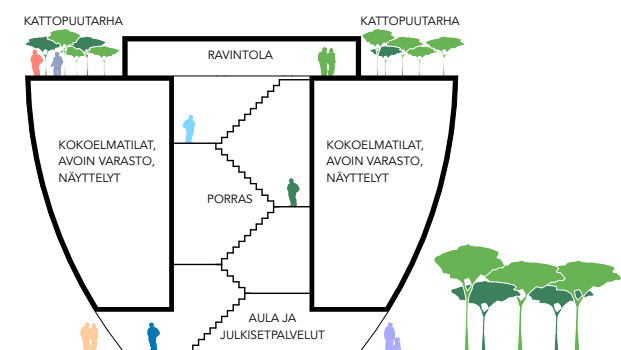 KATTOPUUTARHA
KATTOPUUTARHA
RAVINTOLA
KOKOELMATILAT,
AVOIN VARASTO,
NÄYTTELYT
KOKOELMATILAT,
AVOIN VARASTO,
NÄYTTELYT
PORRAS
AULA JA
JULKISETPALVELUT